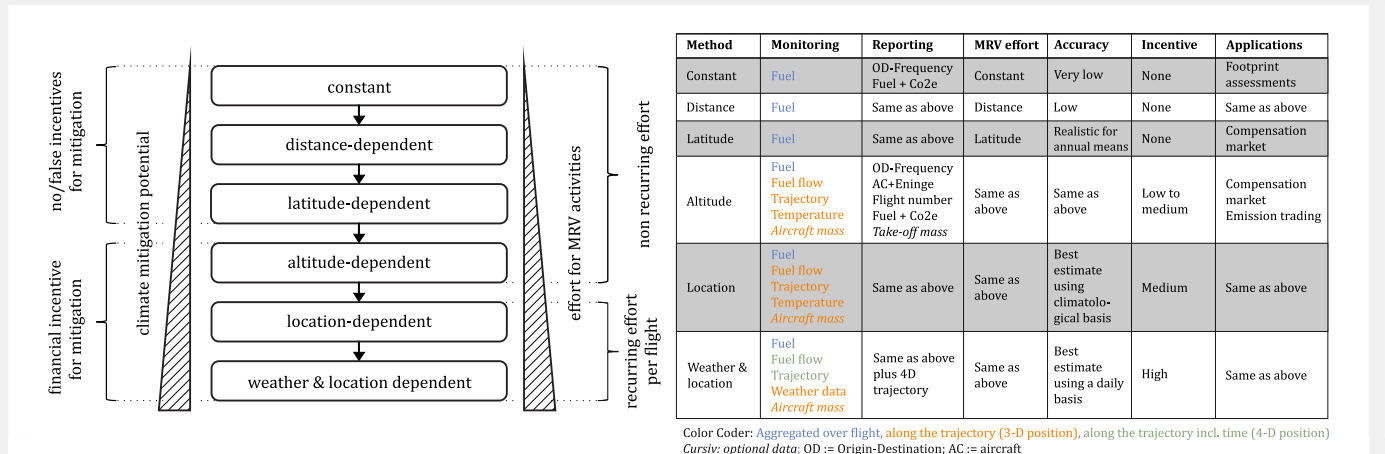 no/false incentives
for mitigation
financial incentive
for mitigation
climate mitigation potential
constant
distance-dependent
latitude-dependent
altitude-dependent
location-dependent
weather & location dependent
effort for MRV activities
non recurring effort
recurring effort
per flight
Method Monitoring Reporting MRV effort Accuracy Incentive Applications
Constant
Fuel
OD-Frequency
Fuel + Co2e
Constant
Very low
None
Footprint
assessments
Distance
Fuel
Same as above
Distance
Low
None
Same as above
Latitude
Fuel
Same as above
Latitude
Realistic for
annual means
None
Compensation
market
Altitude
Fuel
Fuel flow
Trajectory
Temperature
Aircraft mass
OD-Frequency
AC+Eninge
Flight number
Fuel + Co2e
Take-off mass
Same as
above
Same as
above
Low to
medium
Compensation
market
Emission trading
Location
Fuel
Fuel flow
Trajectory
Temperature
Aircraft mass
Same as above
Same as
above
Best
estimate
using
climatolo-
gical basis
Medium
Same as above
Weather &
location
Fuel
Fuel flow
Trajectory
Weather data
Aircraft mass
Same as above
plus 4D
trajectory
Same as
above
Best
estimate
using a daily
basis
High
Same as above
Color Coder: Aggregated over flight, along the trajectory (3-D position), along the trajectory incl. time (4-D position)
Cursiv: optional data; OD := Origin-Destination; AC := aircraft